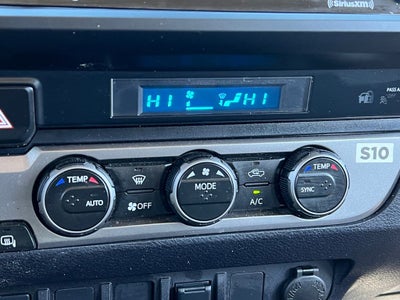 SiriusXM
HI HI
PASS A
S10
TEMP
AUTO
OFF
MODE
A/C
TEMP
SYNC